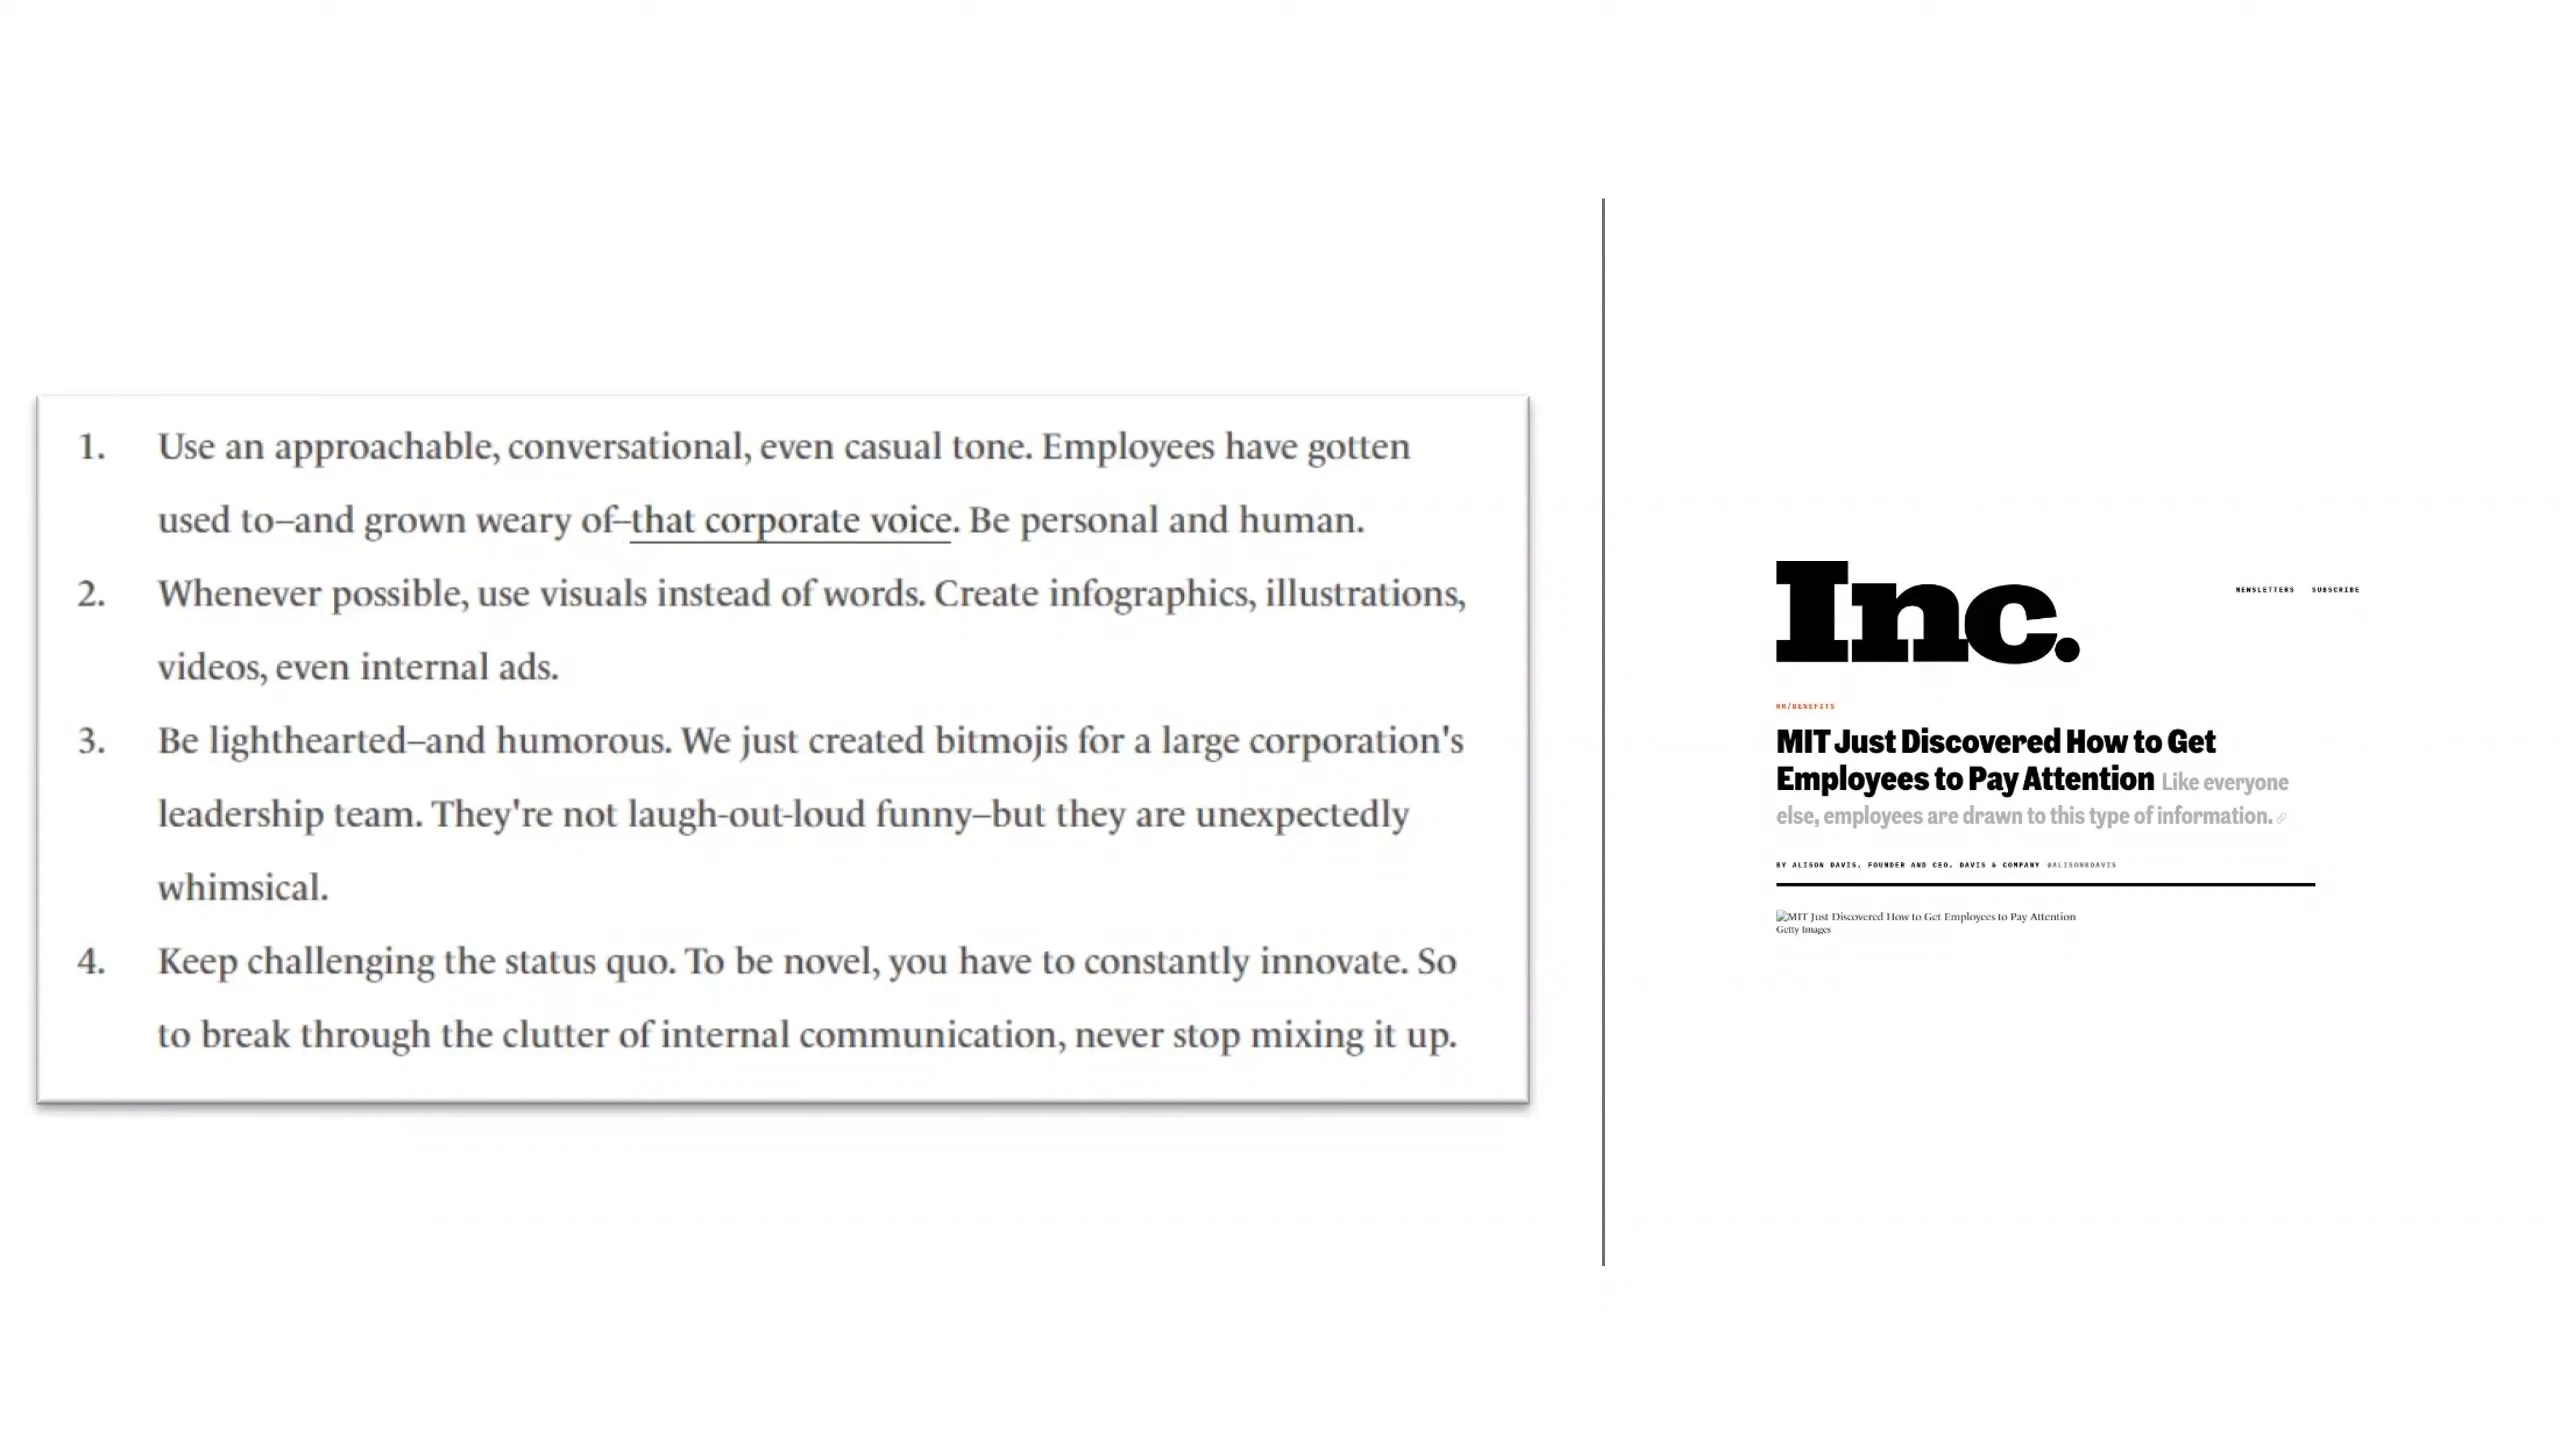 1. Use an approachable, conversational, even casual tone. Employees have gotten
used to–and grown weary of–that corporate voice. Be personal and human.
2. Whenever possible, use visuals instead of words. Create infographics, illustrations,
videos, even internal ads.
3. Be lighthearted–and humorous. We just created bitmojis for a large corporation's
leadership team. They're not laugh-out-loud funny–but they are unexpectedly
whimsical.
4. Keep challenging the status quo. To be novel, you have to constantly innovate. So
to break through the clutter of internal communication, never stop mixing it up.
Inc.
NEWSLETTERS SUBSCRIBE
HR/BENEFITS
MIT Just Discovered How to Get
Employees to Pay Attention Like everyone
else, employees are drawn to this type of information.
BY ALISON DAVIS, FOUNDER AND CEO, DAVIS & COMPANY @ALISONBDAVIS
MIT Just Discovered How to Get Employees to Pay Attention
Getty Images